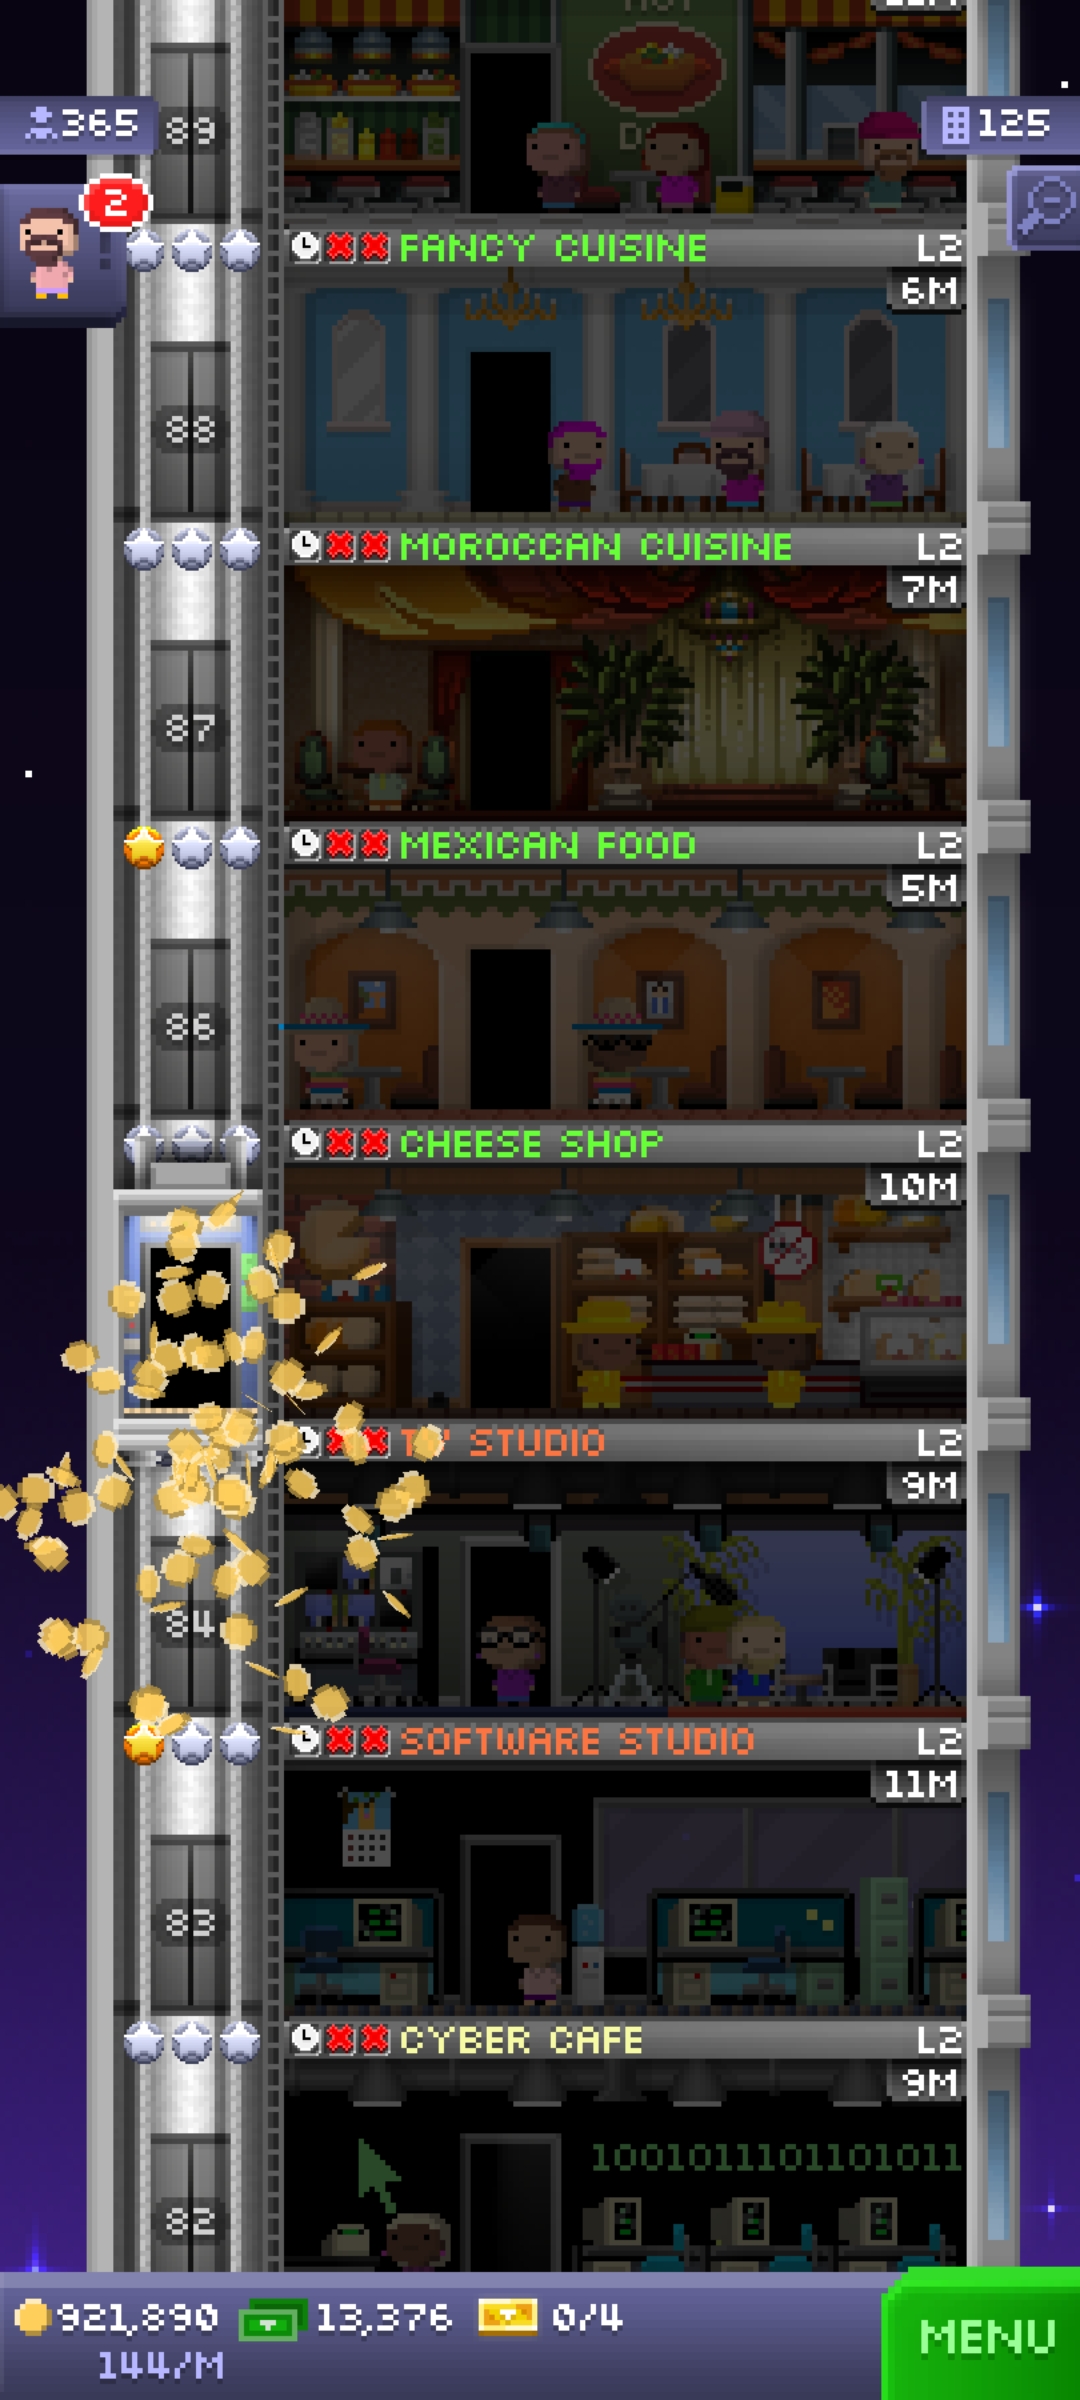 365
89
125
2
FANCY CUISINE L2
6M
88
MOROCCAN CUISINE L2
7M
87
MEXICAN FOOD L2
5M
86
CHEESE SHOP L2
10M
TV STUDIO L2
9M
84
SOFTWARE STUDIO L2
11M
83
CYBER CAFE L2
9M
1001011101101011
82
921,890 13,376 0/4
144/M
MENU